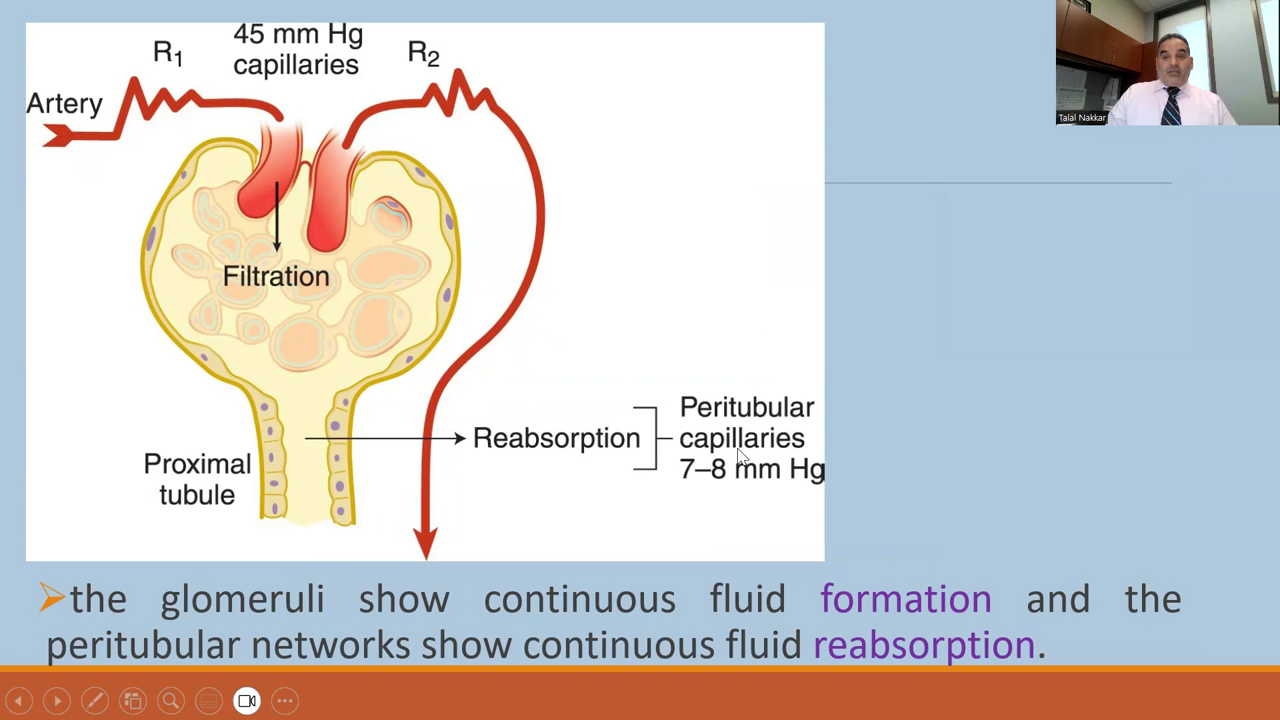 45 mm Hg
capillaries
R1
R2
Artery
Filtration
Proximal
tubule
Reabsorption
Peritubular
capillaries
7–8 mm Hg
Talal Nakkar
➢the glomeruli show continuous fluid formation and the
peritubular networks show continuous fluid reabsorption.